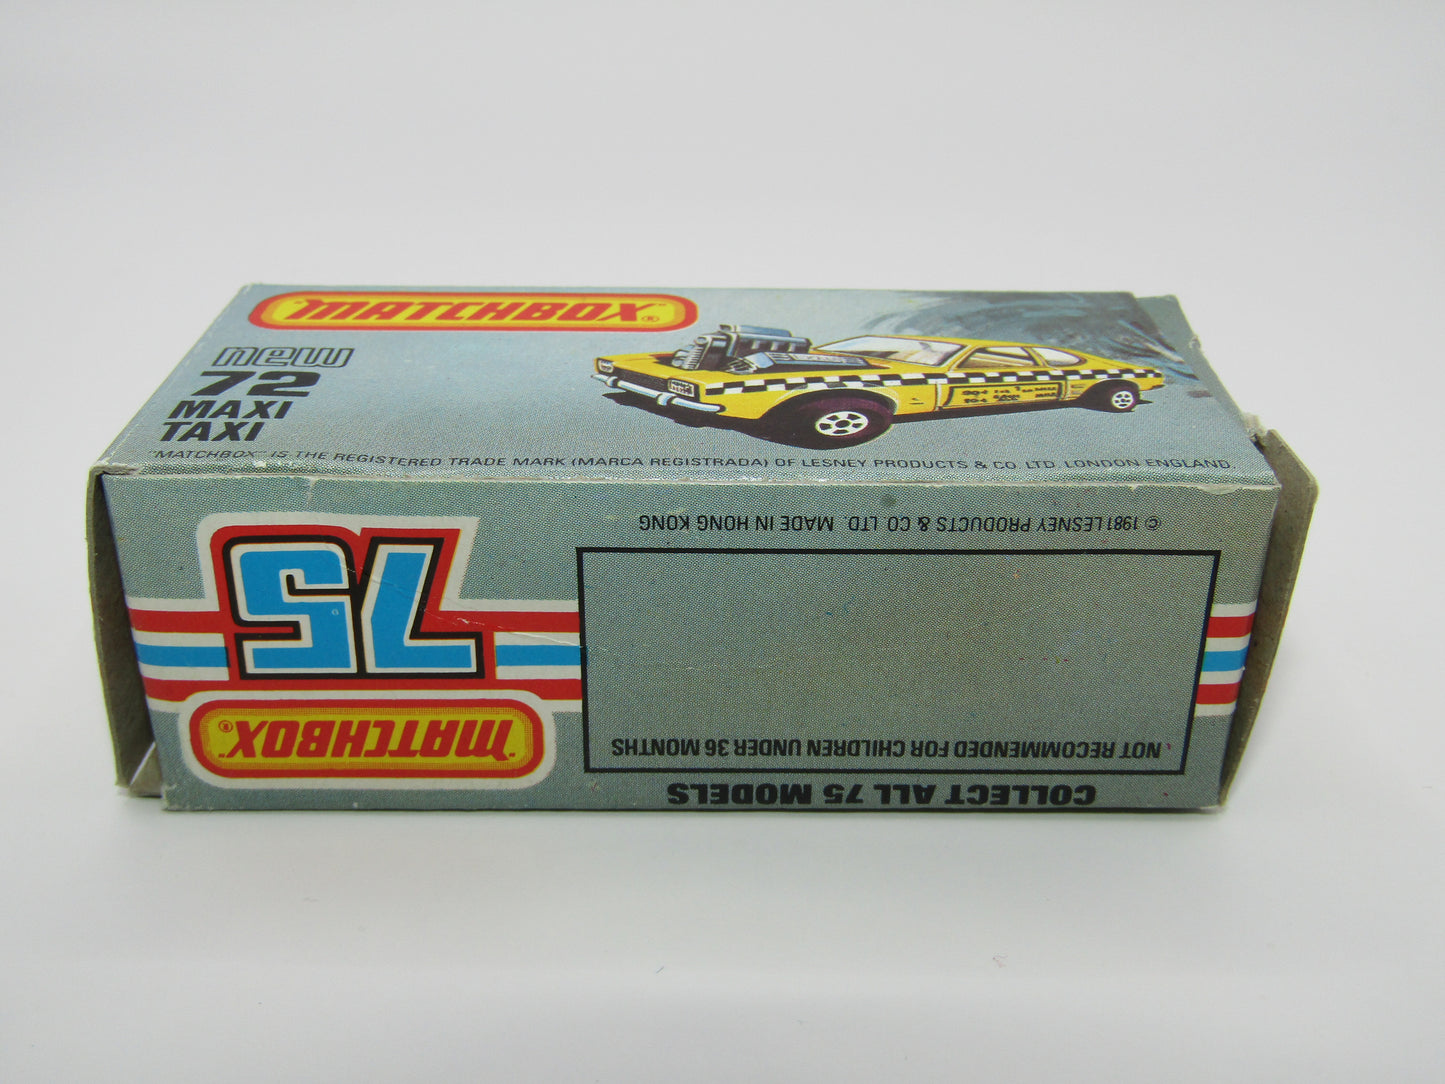 "MATCHBOX"®
new
72
MAXI
TAXI
"MATCHBOX" IS THE REGISTERED TRADE MARK (MARCA REGISTRADA) OF LESNEY PRODUCTS & CO LTD. LONDON ENGLAND.
COLLECT ALL 75 MODELS
NOT RECOMMENDED FOR CHILDREN UNDER 36 MONTHS
© 1981 LESNEY PRODUCTS & CO LTD. MADE IN HONG KONG
"MATCHBOX"®
75